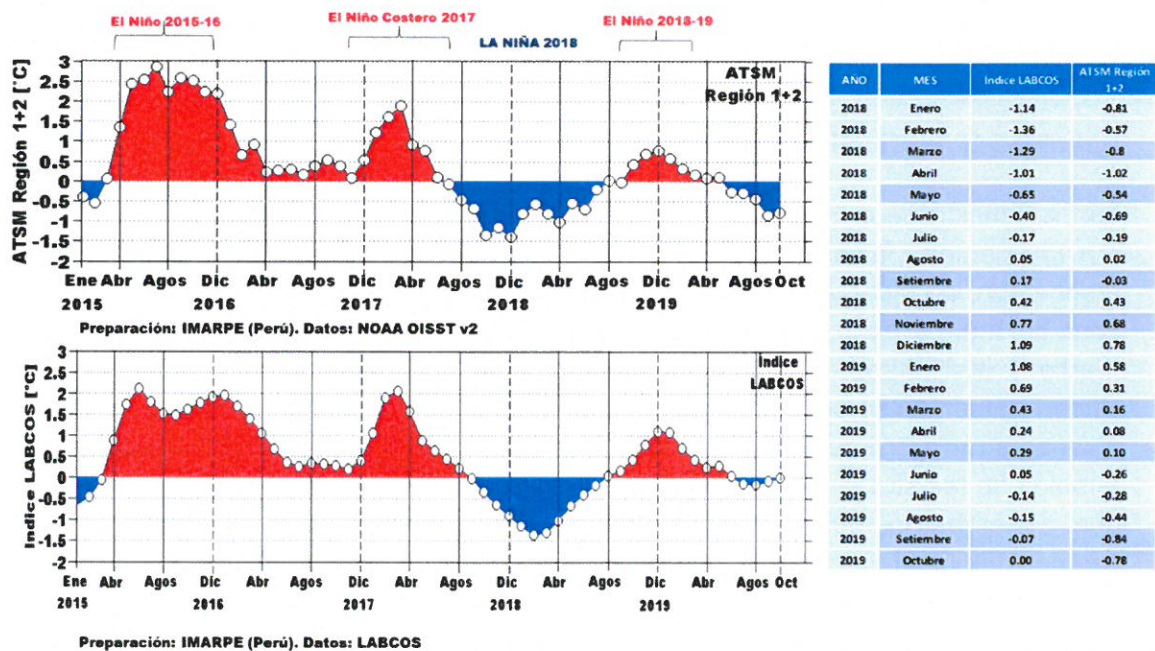 El Niño 2015-16
El Niño Costero 2017
El Niño 2018-19
LA NIÑA 2018
ATSM Región 1+2 [°C]
3
2.5
2
1.5
1
0.5
0
-0.5
-1
-1.5
-2
ATSM
Región 1+2
Ene Abr Agos Dic Abr Agos Dic Abr Agos Dic Abr Agos Dic Abr Agos Oct
2015 2016 2017 2018 2019
Preparación: IMARPE (Perú). Datos: NOAA OISST v2
Indice LABCOS [°C]
3
2.5
2
1.5
1
0.5
0
-0.5
-1
-1.5
-2
Índice
LABCOS
Ene Abr Agos Dic Abr Agos Dic Abr Agos Dic Abr Agos Dic Abr Agos Oct
2015 2016 2017 2018 2019
Preparación: IMARPE (Perú). Datos: LABCOS
AÑO MES Indice LABCOS ATSM Región 1+2
2018 Enero -1.14 -0.81
2018 Febrero -1.36 -0.57
2018 Marzo -1.29 -0.8
2018 Abril -1.01 -1.02
2018 Mayo -0.65 -0.54
2018 Junio -0.40 -0.69
2018 Julio -0.17 -0.19
2018 Agosto 0.05 0.02
2018 Setiembre 0.17 -0.03
2018 Octubre 0.42 0.43
2018 Noviembre 0.77 0.68
2018 Diciembre 1.09 0.78
2019 Enero 1.08 0.58
2019 Febrero 0.69 0.31
2019 Marzo 0.43 0.16
2019 Abril 0.24 0.08
2019 Mayo 0.29 0.10
2019 Junio 0.05 -0.26
2019 Julio -0.14 -0.28
2019 Agosto -0.15 -0.44
2019 Setiembre -0.07 -0.84
2019 Octubre 0.00 -0.78